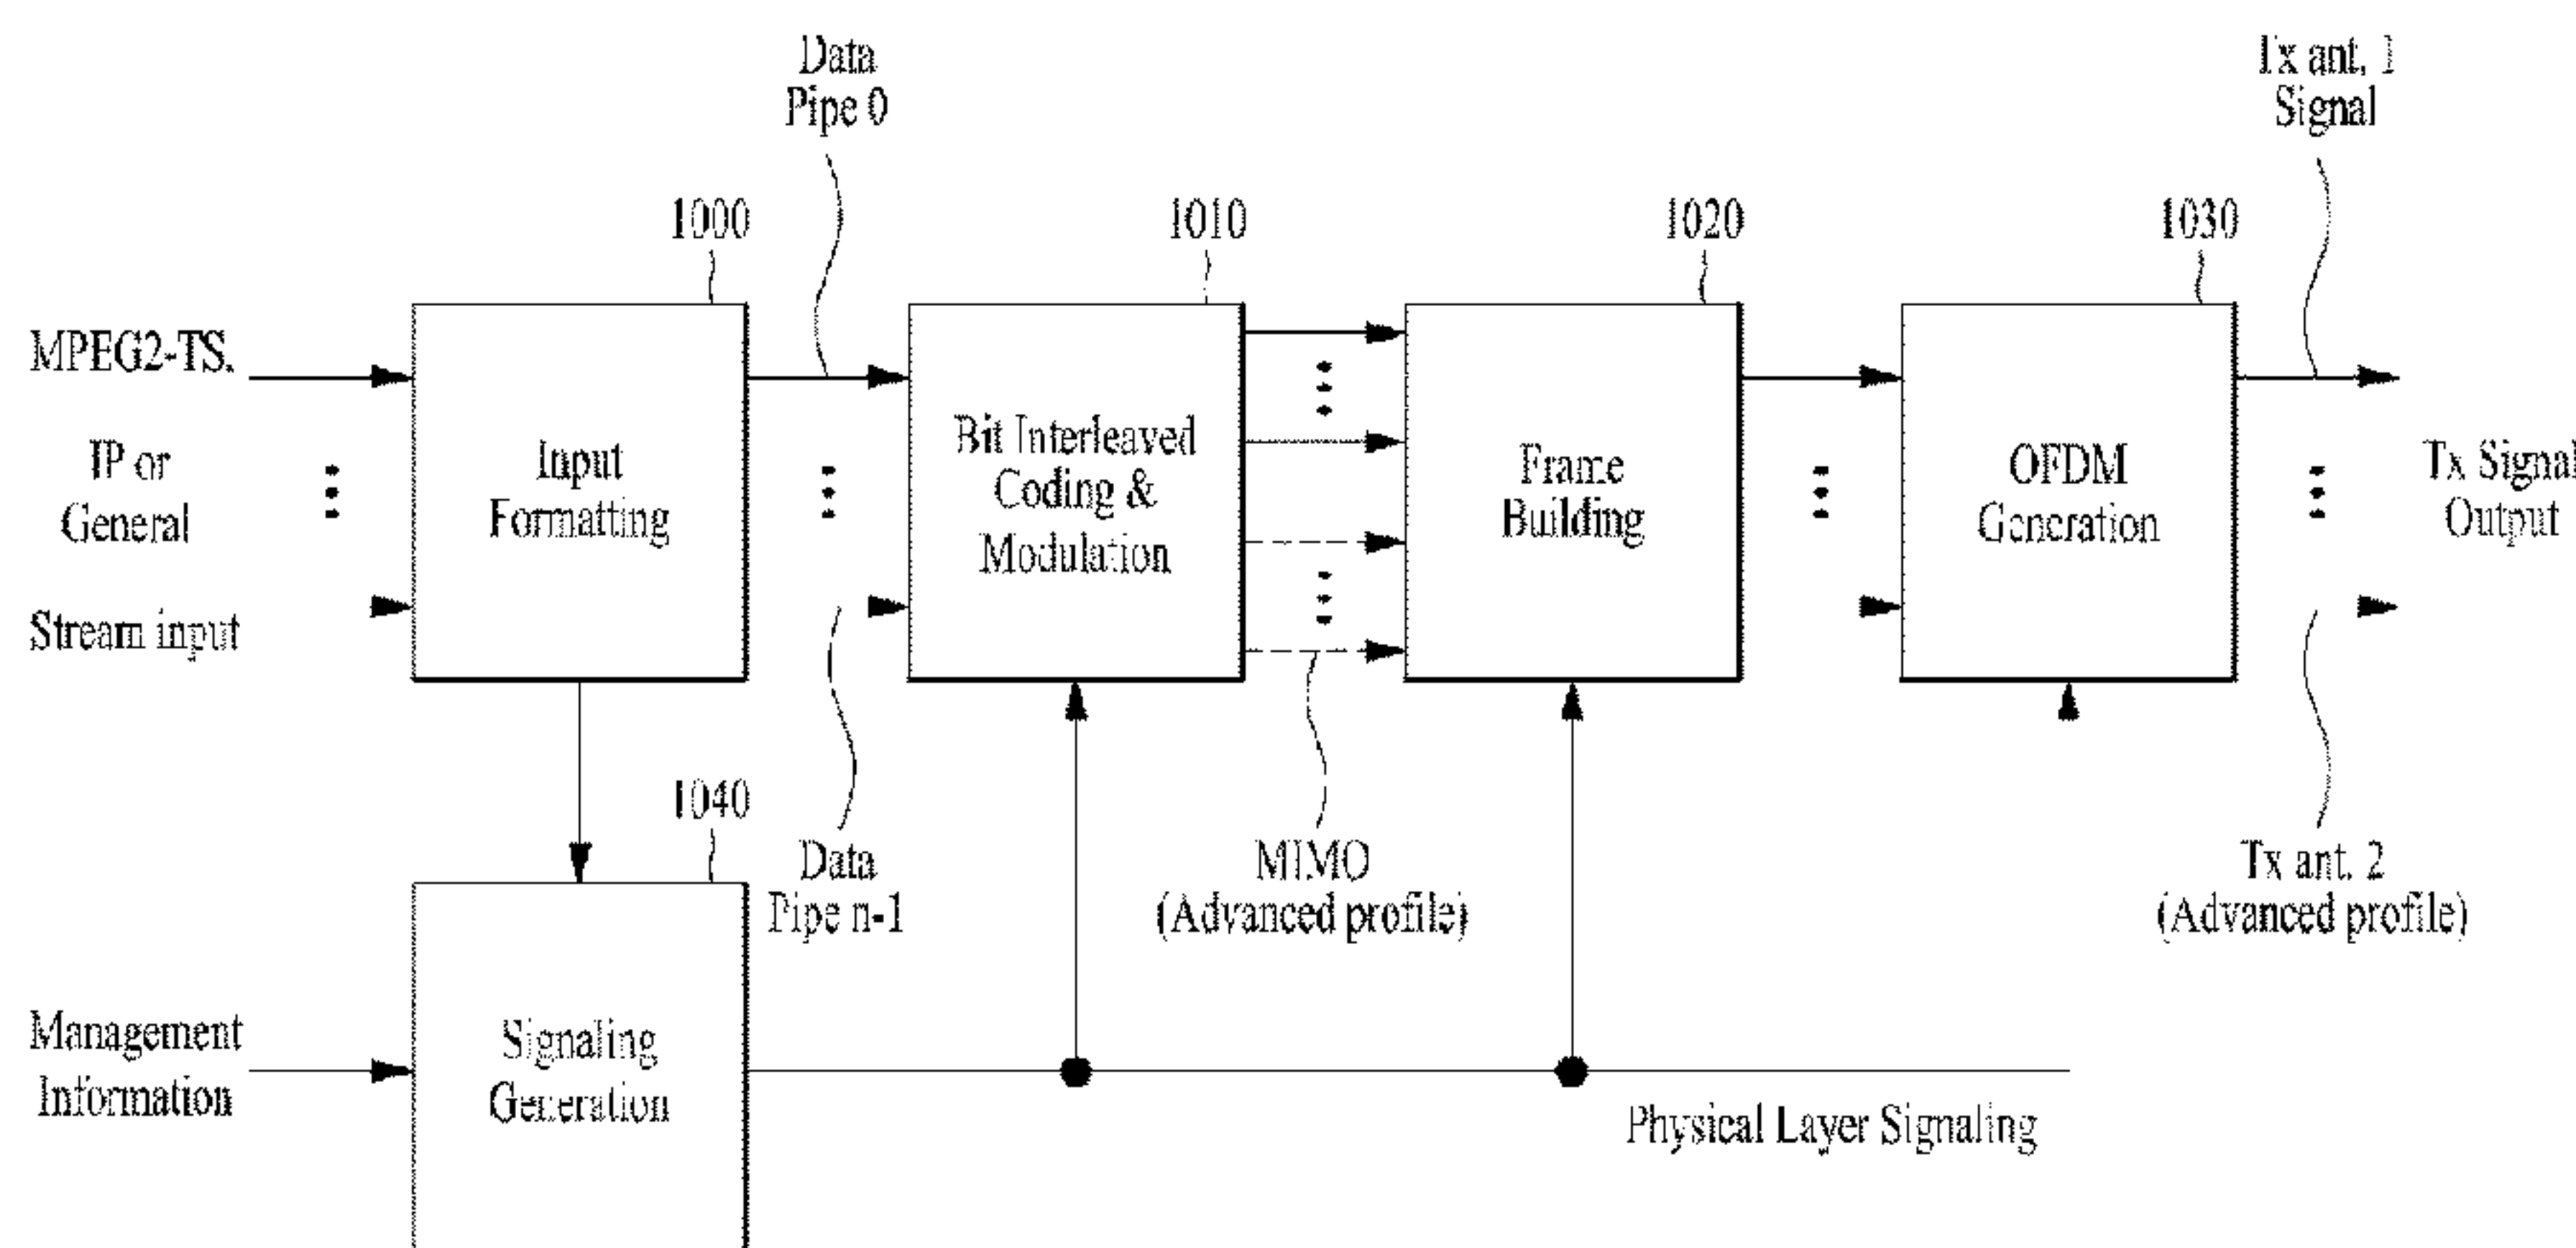 Data
Pipe 0
Tx ant. 1
Signal
1000
1010
1020
1030
MPEG2-TS,
IP or
General
Stream input
Input
Formatting
Bit Interleaved
Coding &
Modulation
Frame
Building
OFDM
Generation
Tx Signal
Output
1040
Data
Pipe n-1
MIMO
(Advanced profile)
Tx ant. 2
(Advanced profile)
Management
Information
Signaling
Generation
Physical Layer Signaling